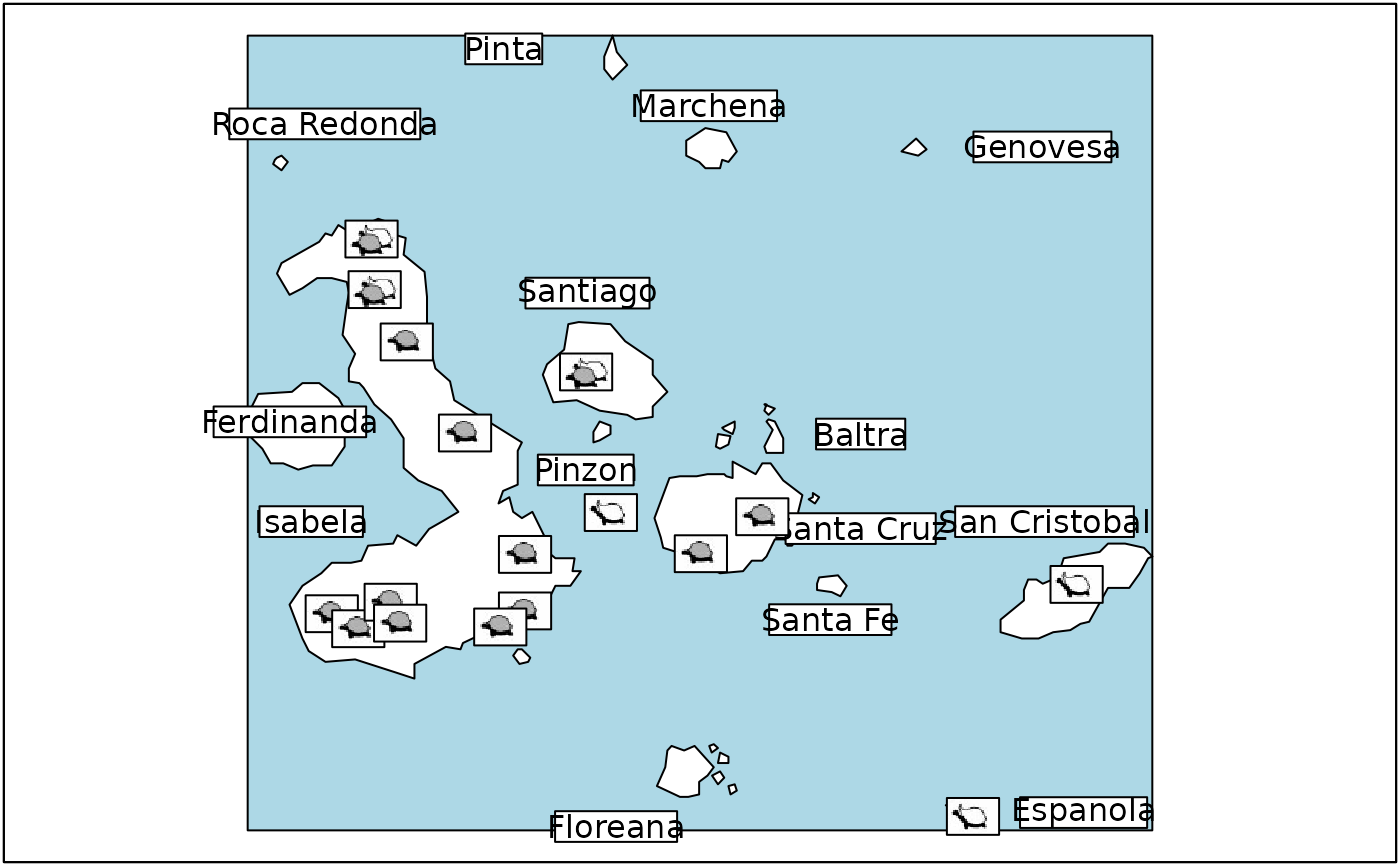 Pinta
Marchena
Roca Redonda
Genovesa
Santiago
Ferdinanda
Baltra
Pinzon
Isabela
Santa Cruz
San Cristobal
Santa Fe
Espanola
Floreana